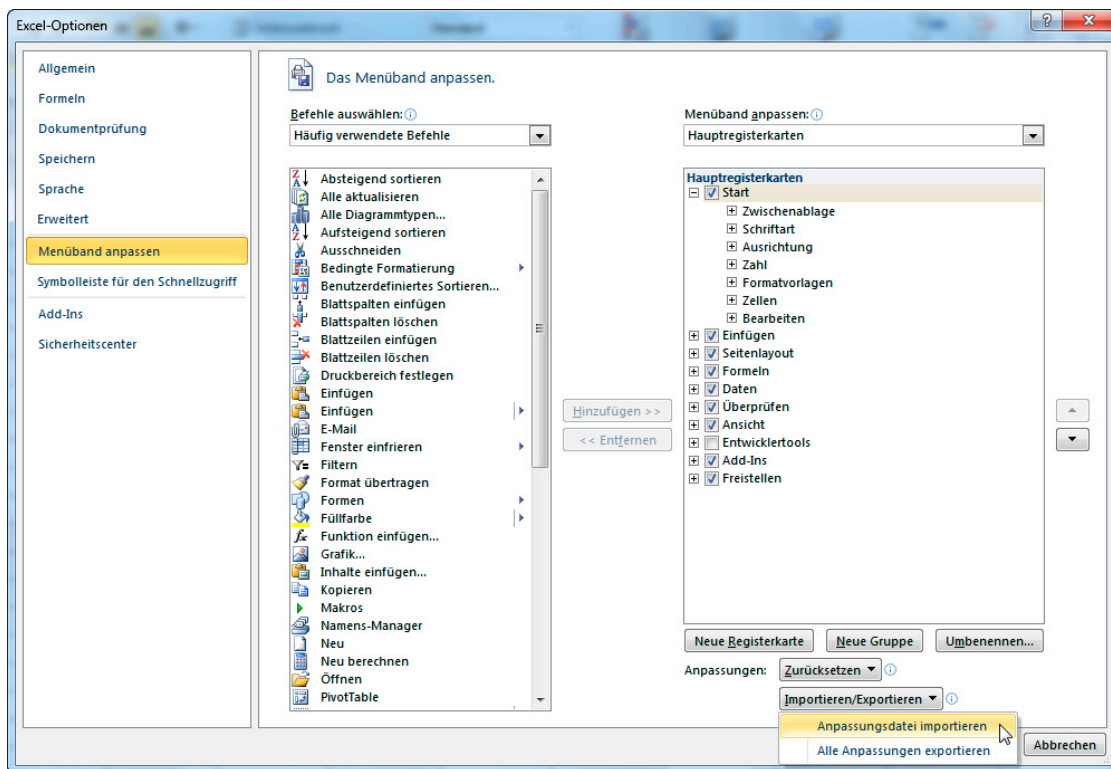 Excel-Optionen
Allgemein
Formeln
Dokumentprüfung
Speichern
Sprache
Erweitert
Menüband anpassen
Symbolleiste für den Schnellzugriff
Add-Ins
Sicherheitscenter
Das Menüband anpassen.
Befehle auswählen:
Häufig verwendete Befehle
Absteigend sortieren
Alle aktualisieren
Alle Diagrammtypen...
Aufsteigend sortieren
Ausschneiden
Bedingte Formatierung
Benutzerdefiniertes Sortieren...
Blattspalten einfügen
Blattspalten löschen
Blattzeilen einfügen
Blattzeilen löschen
Druckbereich festlegen
Einfügen
Einfügen
E-Mail
Fenster einfrieren
Filtern
Format übertragen
Formen
Füllfarbe
Funktion einfügen...
Grafik...
Inhalte einfügen...
Kopieren
Makros
Namens-Manager
Neu
Neu berechnen
Öffnen
PivotTable
Hinzufügen >>
<< Entfernen
Menüband anpassen:
Hauptregisterkarten
Hauptregisterkarten
Start
Zwischenablage
Schriftart
Ausrichtung
Zahl
Formatvorlagen
Zellen
Bearbeiten
Einfügen
Seitenlayout
Formeln
Daten
Überprüfen
Ansicht
Entwicklertools
Add-Ins
Freistellen
Neue Registerkarte
Neue Gruppe
Umbenennen...
Anpassungen:
Zurücksetzen
Importieren/Exportieren
Anpassungsdatei importieren
Alle Anpassungen exportieren
Abbrechen